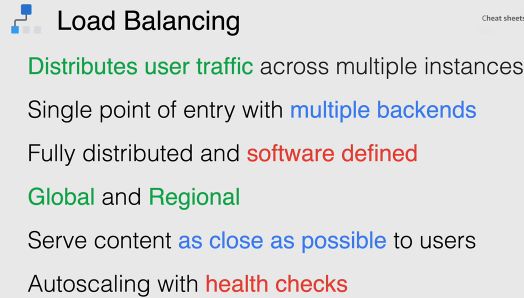 Load Balancing
Cheat sheets
Distributes user traffic across multiple instances
Single point of entry with multiple backends
Fully distributed and software defined
Global and Regional
Serve content as close as possible to users
Autoscaling with health checks